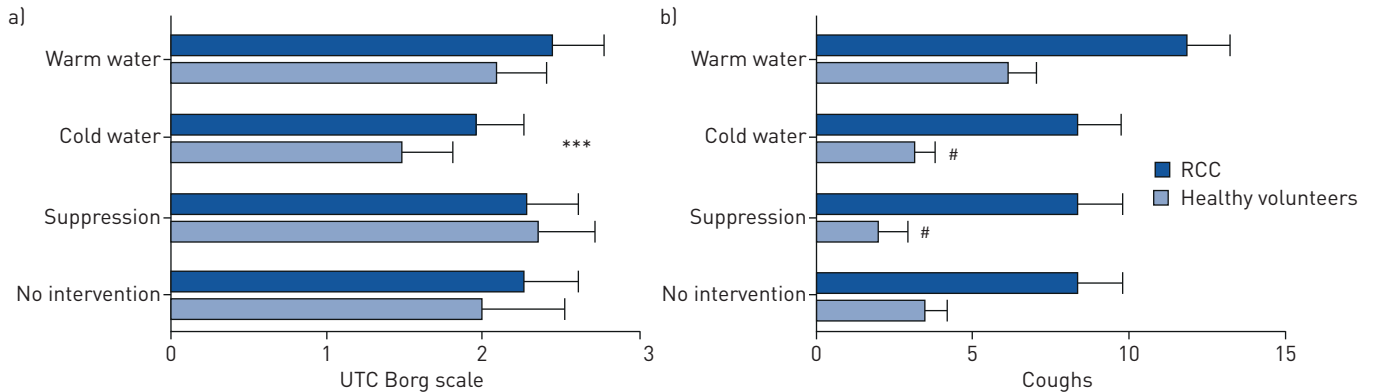 a)
Warm water
Cold water
***
Suppression
No intervention
0 1 2 3
UTC Borg scale
b)
Warm water
Cold water
#
Suppression
#
No intervention
0 5 10 15
Coughs
RCC
Healthy volunteers